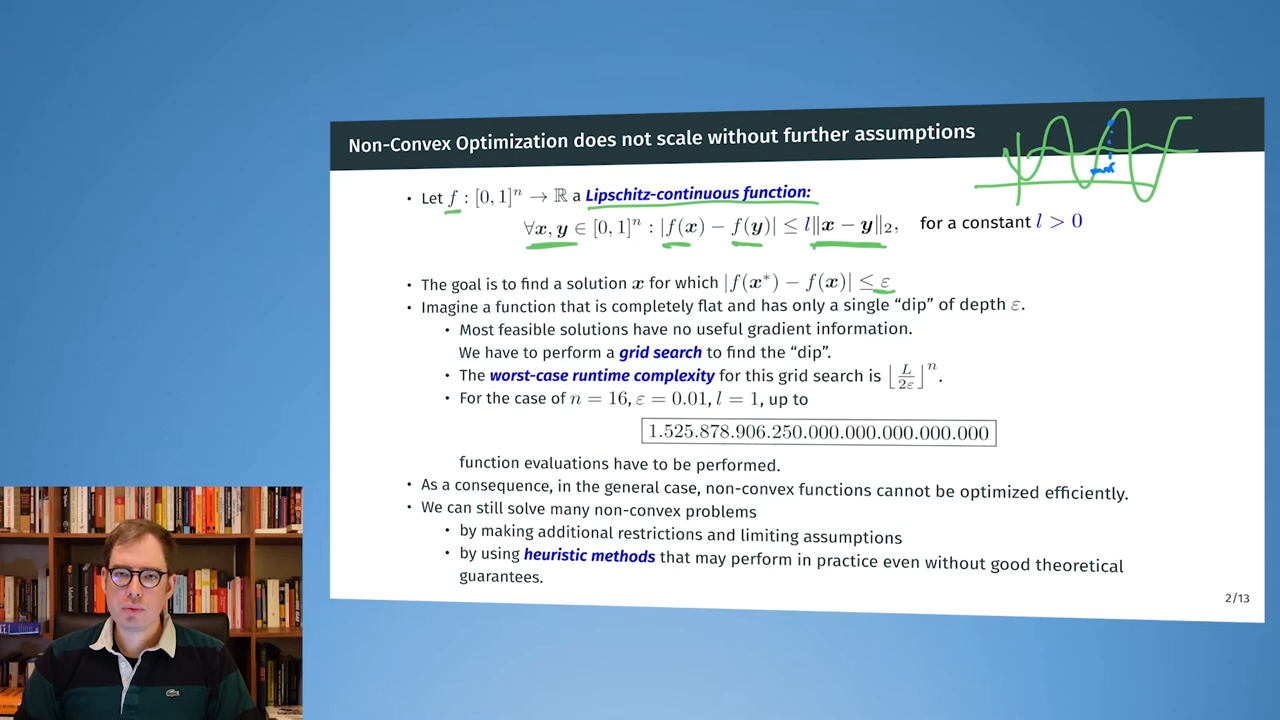 Non-Convex Optimization does not scale without further assumptions
• Let f : [0, 1]ⁿ → ℝ a Lipschitz-continuous function:
∀x, y ∈ [0, 1]ⁿ : |f(x) − f(y)| ≤ l‖x − y‖₂, for a constant l > 0
• The goal is to find a solution x for which |f(x*) − f(x)| ≤ ε
• Imagine a function that is completely flat and has only a single “dip” of depth ε.
• Most feasible solutions have no useful gradient information.
We have to perform a grid search to find the “dip”.
• The worst-case runtime complexity for this grid search is ⌊L/2ε⌋ⁿ.
• For the case of n = 16, ε = 0.01, l = 1, up to
1.525.878.906.250.000.000.000.000.000
function evaluations have to be performed.
• As a consequence, in the general case, non-convex functions cannot be optimized efficiently.
• We can still solve many non-convex problems
• by making additional restrictions and limiting assumptions
• by using heuristic methods that may perform in practice even without good theoretical
guarantees.
2/13